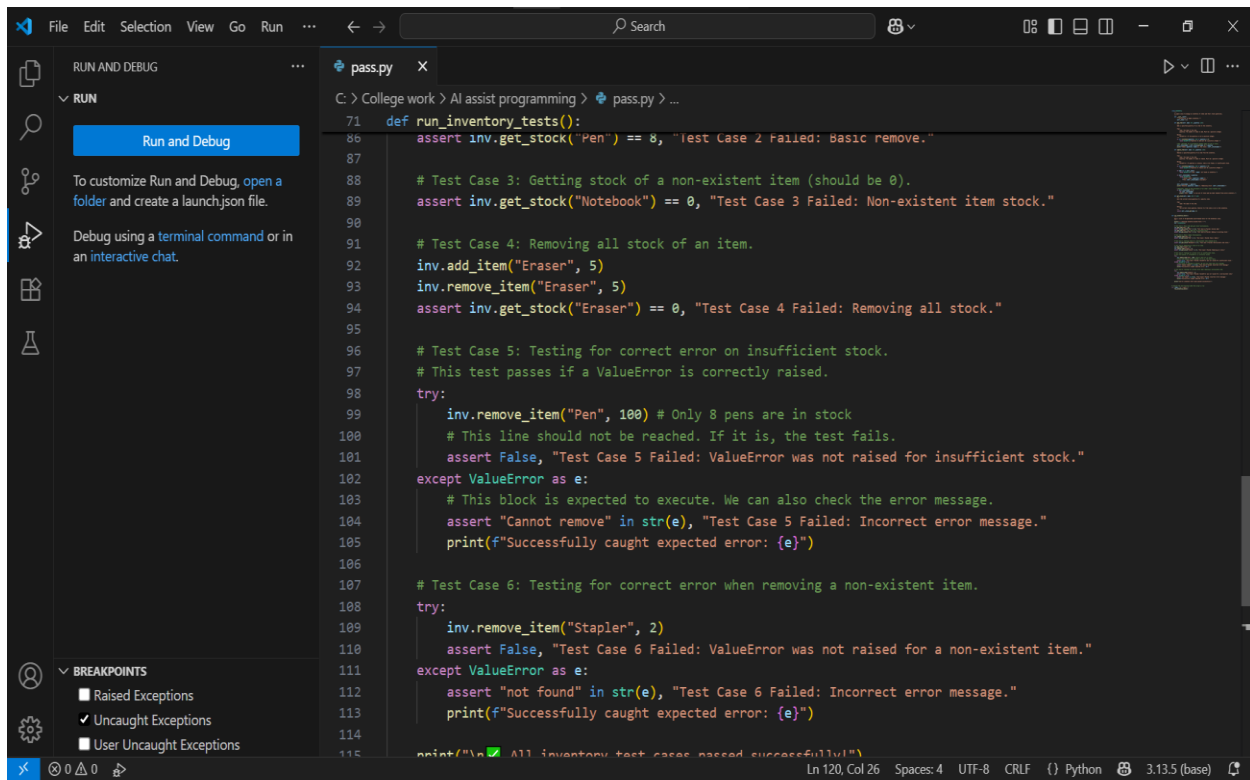 File Edit Selection View Go Run ···
Search
RUN AND DEBUG ···
RUN
Run and Debug
To customize Run and Debug, open a
folder and create a launch.json file.
Debug using a terminal command or in
an interactive chat.
BREAKPOINTS
Raised Exceptions
Uncaught Exceptions
User Uncaught Exceptions
pass.py
C: > College work > AI assist programming > pass.py > ...
71 def run_inventory_tests():
86 assert inv.get_stock("Pen") == 8, "Test Case 2 Failed: Basic remove."
87
88 # Test Case 3: Getting stock of a non-existent item (should be 0).
89 assert inv.get_stock("Notebook") == 0, "Test Case 3 Failed: Non-existent item stock."
90
91 # Test Case 4: Removing all stock of an item.
92 inv.add_item("Eraser", 5)
93 inv.remove_item("Eraser", 5)
94 assert inv.get_stock("Eraser") == 0, "Test Case 4 Failed: Removing all stock."
95
96 # Test Case 5: Testing for correct error on insufficient stock.
97 # This test passes if a ValueError is correctly raised.
98 try:
99 inv.remove_item("Pen", 100) # Only 8 pens are in stock
100 # This line should not be reached. If it is, the test fails.
101 assert False, "Test Case 5 Failed: ValueError was not raised for insufficient stock."
102 except ValueError as e:
103 # This block is expected to execute. We can also check the error message.
104 assert "Cannot remove" in str(e), "Test Case 5 Failed: Incorrect error message."
105 print(f"Successfully caught expected error: {e}")
106
107 # Test Case 6: Testing for correct error when removing a non-existent item.
108 try:
109 inv.remove_item("Stapler", 2)
110 assert False, "Test Case 6 Failed: ValueError was not raised for a non-existent item."
111 except ValueError as e:
112 assert "not found" in str(e), "Test Case 6 Failed: Incorrect error message."
113 print(f"Successfully caught expected error: {e}")
114
115 print("\n✅ All inventory test cases passed successfully!")
0 0
Ln 120, Col 26 Spaces: 4 UTF-8 CRLF {} Python 3.13.5 (base)